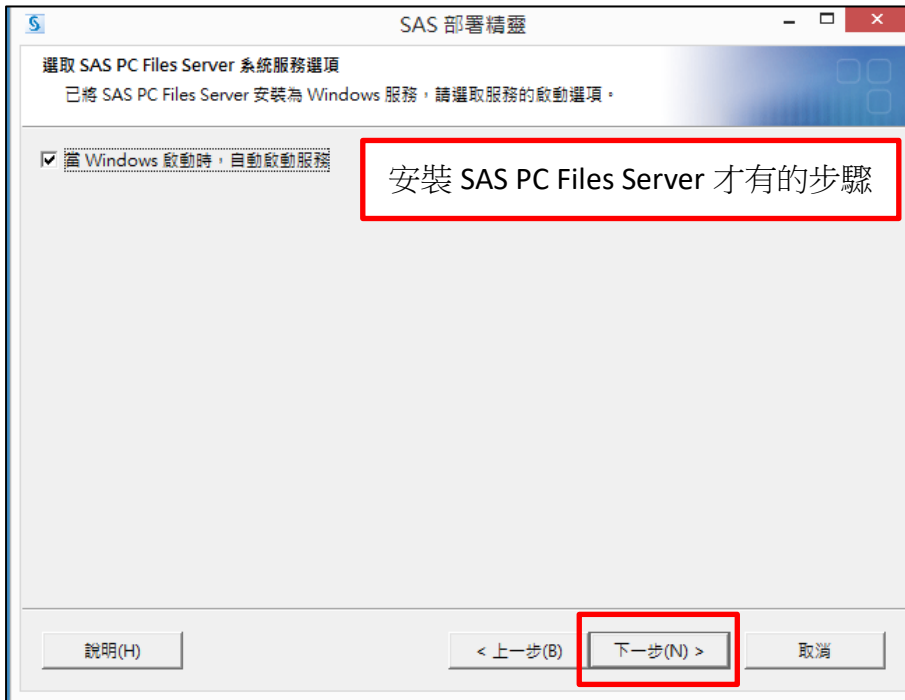 SAS 部署精靈
選取 SAS PC Files Server 系統服務選項
已將 SAS PC Files Server 安裝為 Windows 服務，請選取服務的啟動選項。
當 Windows 啟動時，自動啟動服務
安裝 SAS PC Files Server 才有的步驟
說明(H)
< 上一步(B)
下一步(N) >
取消